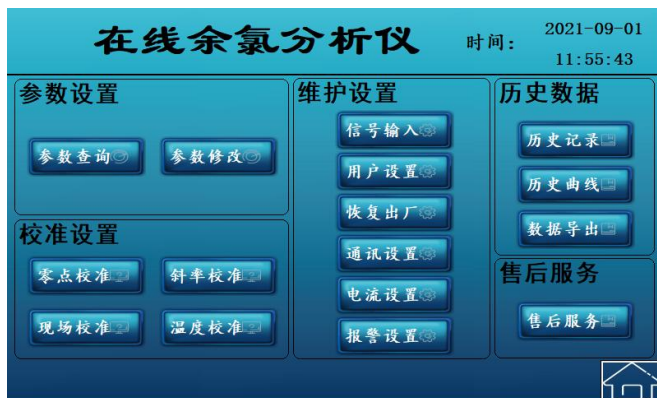 在线余氯分析仪
时间：
2021-09-01
11:55:43
参数设置
参数查询
参数修改
校准设置
零点校准
斜率校准
现场校准
温度校准
维护设置
信号输入
用户设置
恢复出厂
通讯设置
电流设置
报警设置
历史数据
历史记录
历史曲线
数据导出
售后服务
售后服务